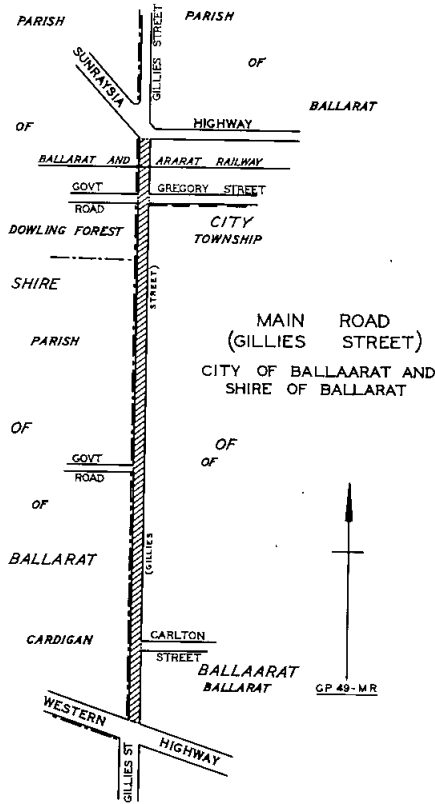 PARISH
PARISH
GILLIES STREET
SUNRAYSIA
OF
BALLARAT
OF
HIGHWAY
BALLARAT AND ARARAT RAILWAY
GOVT
ROAD
GREGORY STREET
DOWLING FOREST
CITY
TOWNSHIP
SHIRE
STREET)
MAIN ROAD
(GILLIES STREET)
CITY OF BALLAARAT AND
SHIRE OF BALLARAT
PARISH
OF
OF
OF
GOVT
ROAD
OF
BALLARAT
(GILLIES
CARDIGAN
CARLTON
STREET
BALLAARAT
BALLARAT
GP 49-MR
WESTERN
HIGHWAY
GILLIES ST